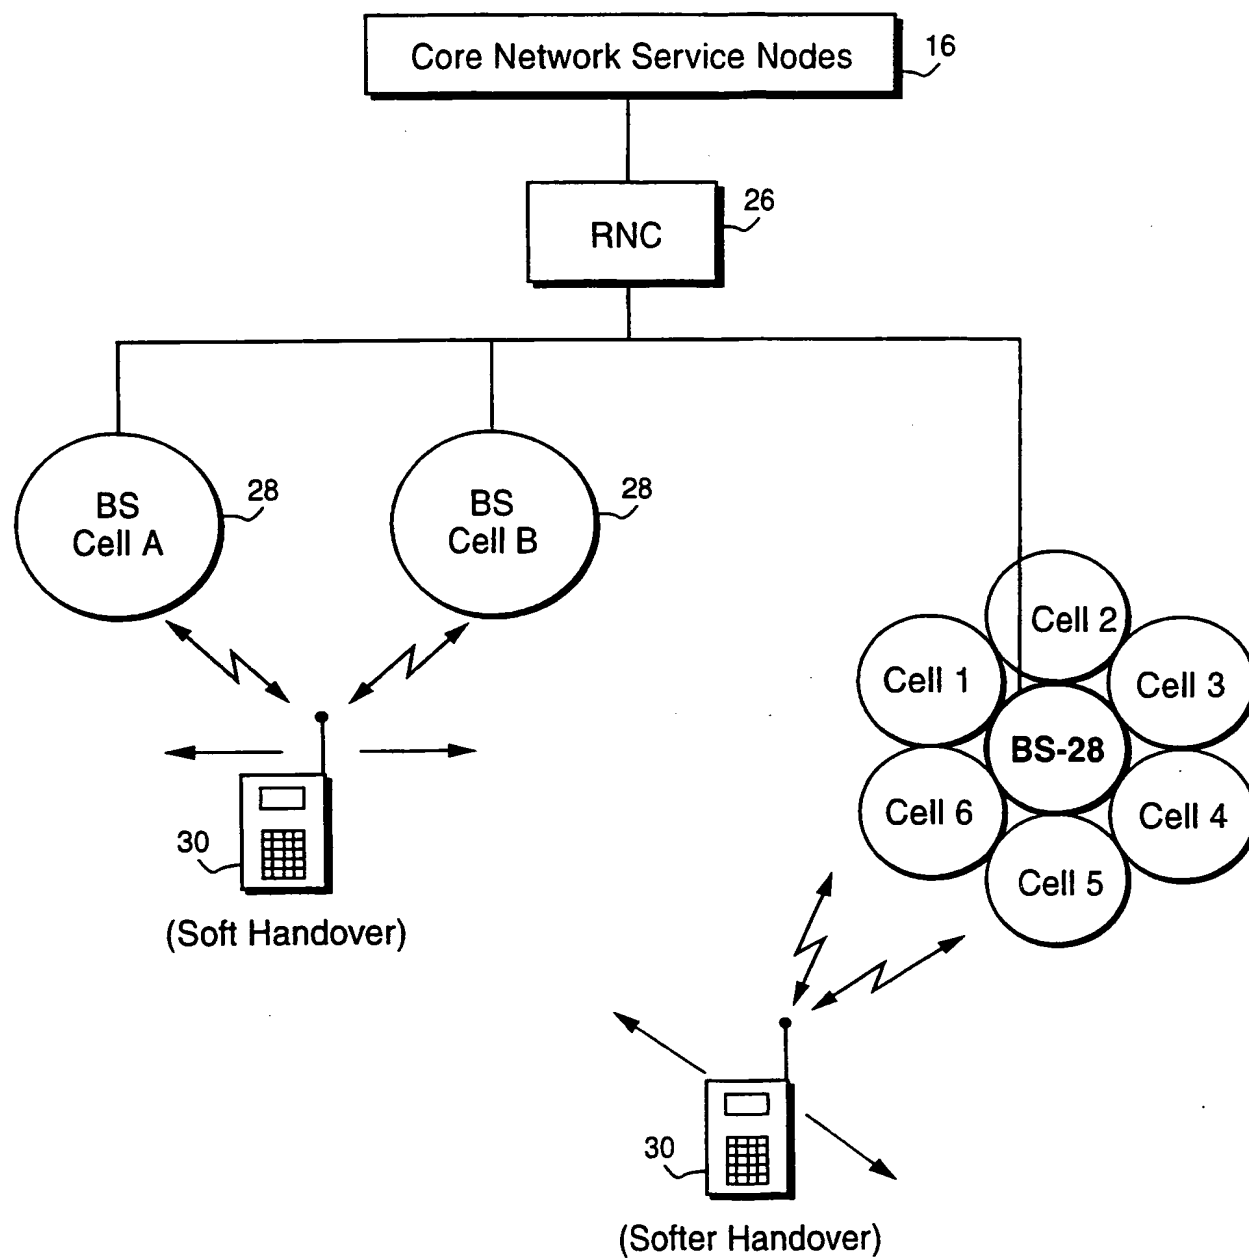 Core Network Service Nodes
16
RNC
26
BS
Cell A
28
BS
Cell B
28
Cell 1
Cell 2
Cell 3
BS-28
Cell 6
Cell 4
Cell 5
30
(Soft Handover)
30
(Softer Handover)